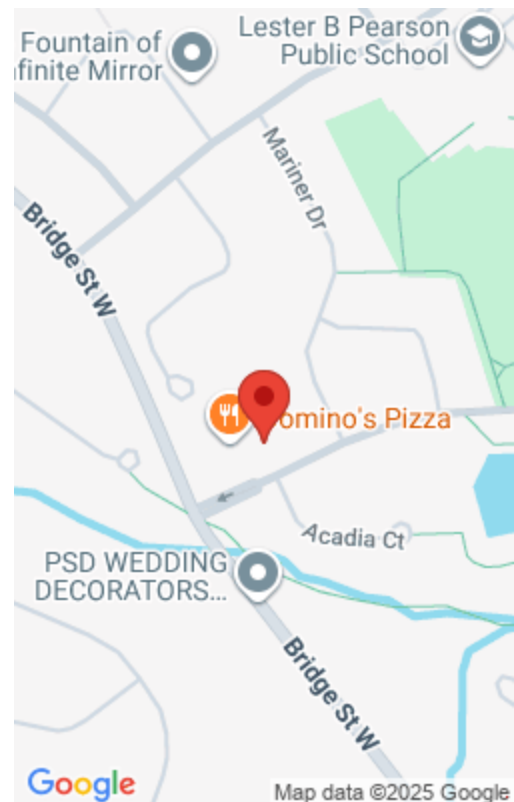 Fountain of
finite Mirror
Lester B Pearson
Public School
Mariner Dr
Bridge St W
omino's Pizza
Acadia Ct
PSD WEDDING
DECORATORS...
Bridge St W
Google
Map data ©2025 Google